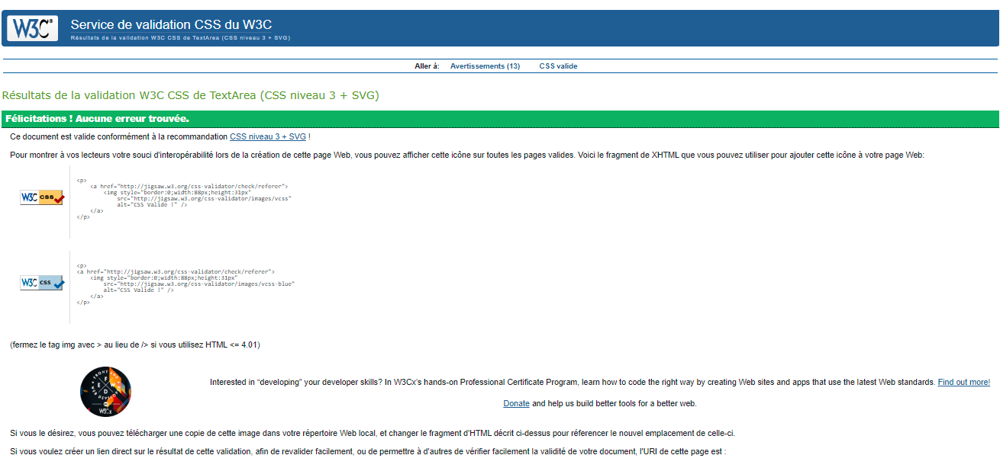 W3C®
Service de validation CSS du W3C
Résultats de la validation W3C CSS de TextArea (CSS niveau 3 + SVG)
Aller à: Avertissements (13) CSS valide
Résultats de la validation W3C CSS de TextArea (CSS niveau 3 + SVG)
Félicitations ! Aucune erreur trouvée.
Ce document est valide conformément à la recommandation CSS niveau 3 + SVG !
Pour montrer à vos lecteurs votre souci d'interopérabilité lors de la création de cette page Web, vous pouvez afficher cette icône sur toutes les pages valides. Voici le fragment de XHTML que vous pouvez utiliser pour ajouter cette icône à votre page Web:
W3C css
<p>
<a href="http://jigsaw.w3.org/css-validator/check/referer">
<img style="border:0;width:88px;height:31px"
src="http://jigsaw.w3.org/css-validator/images/vcss"
alt="CSS Valide !" />
</a>
</p>
W3C css
<p>
<a href="http://jigsaw.w3.org/css-validator/check/referer">
<img style="border:0;width:88px;height:31px"
src="http://jigsaw.w3.org/css-validator/images/vcss-blue"
alt="CSS Valide !" />
</a>
</p>
(fermez le tag img avec > au lieu de /> si vous utilisez HTML <= 4.01)
FRONT END
WEB DEVELOPER
F E W D
W3Cx
Interested in “developing” your developer skills? In W3Cx’s hands-on Professional Certificate Program, learn how to code the right way by creating Web sites and apps that use the latest Web standards. Find out more!
Donate and help us build better tools for a better web.
Si vous le désirez, vous pouvez télécharger une copie de cette image dans votre répertoire Web local, et changer le fragment d'HTML décrit ci-dessus pour réferencer le nouvel emplacement de celle-ci.
Si vous voulez créer un lien direct sur le résultat de cette validation, afin de revalider facilement, ou de permettre à d'autres de vérifier facilement la validité de votre document, l'URI de cette page est :